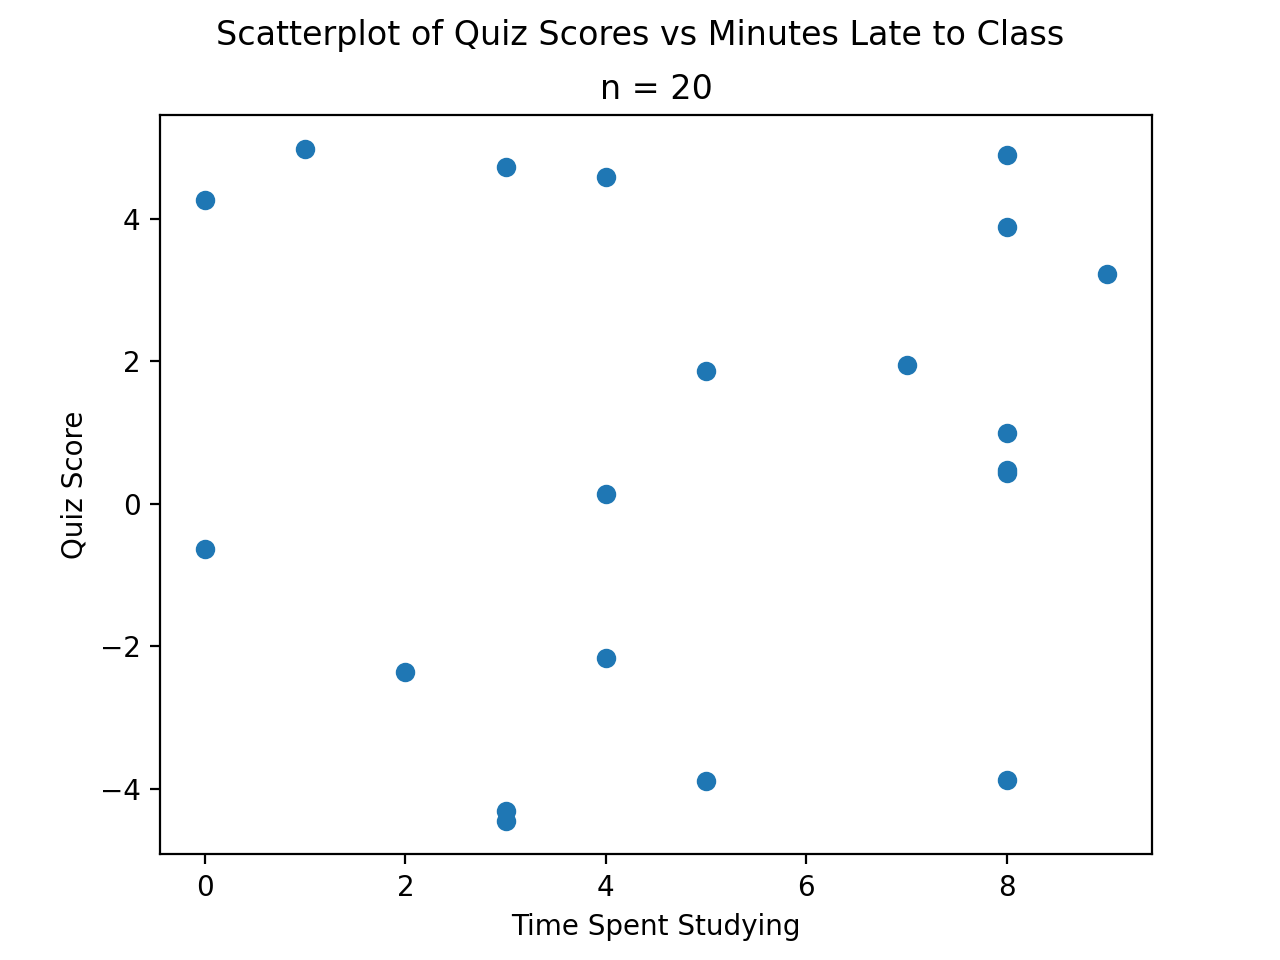 Scatterplot of Quiz Scores vs Minutes Late to Class
n = 20
4
2
0
−2
−4
Quiz Score
0 2 4 6 8
Time Spent Studying